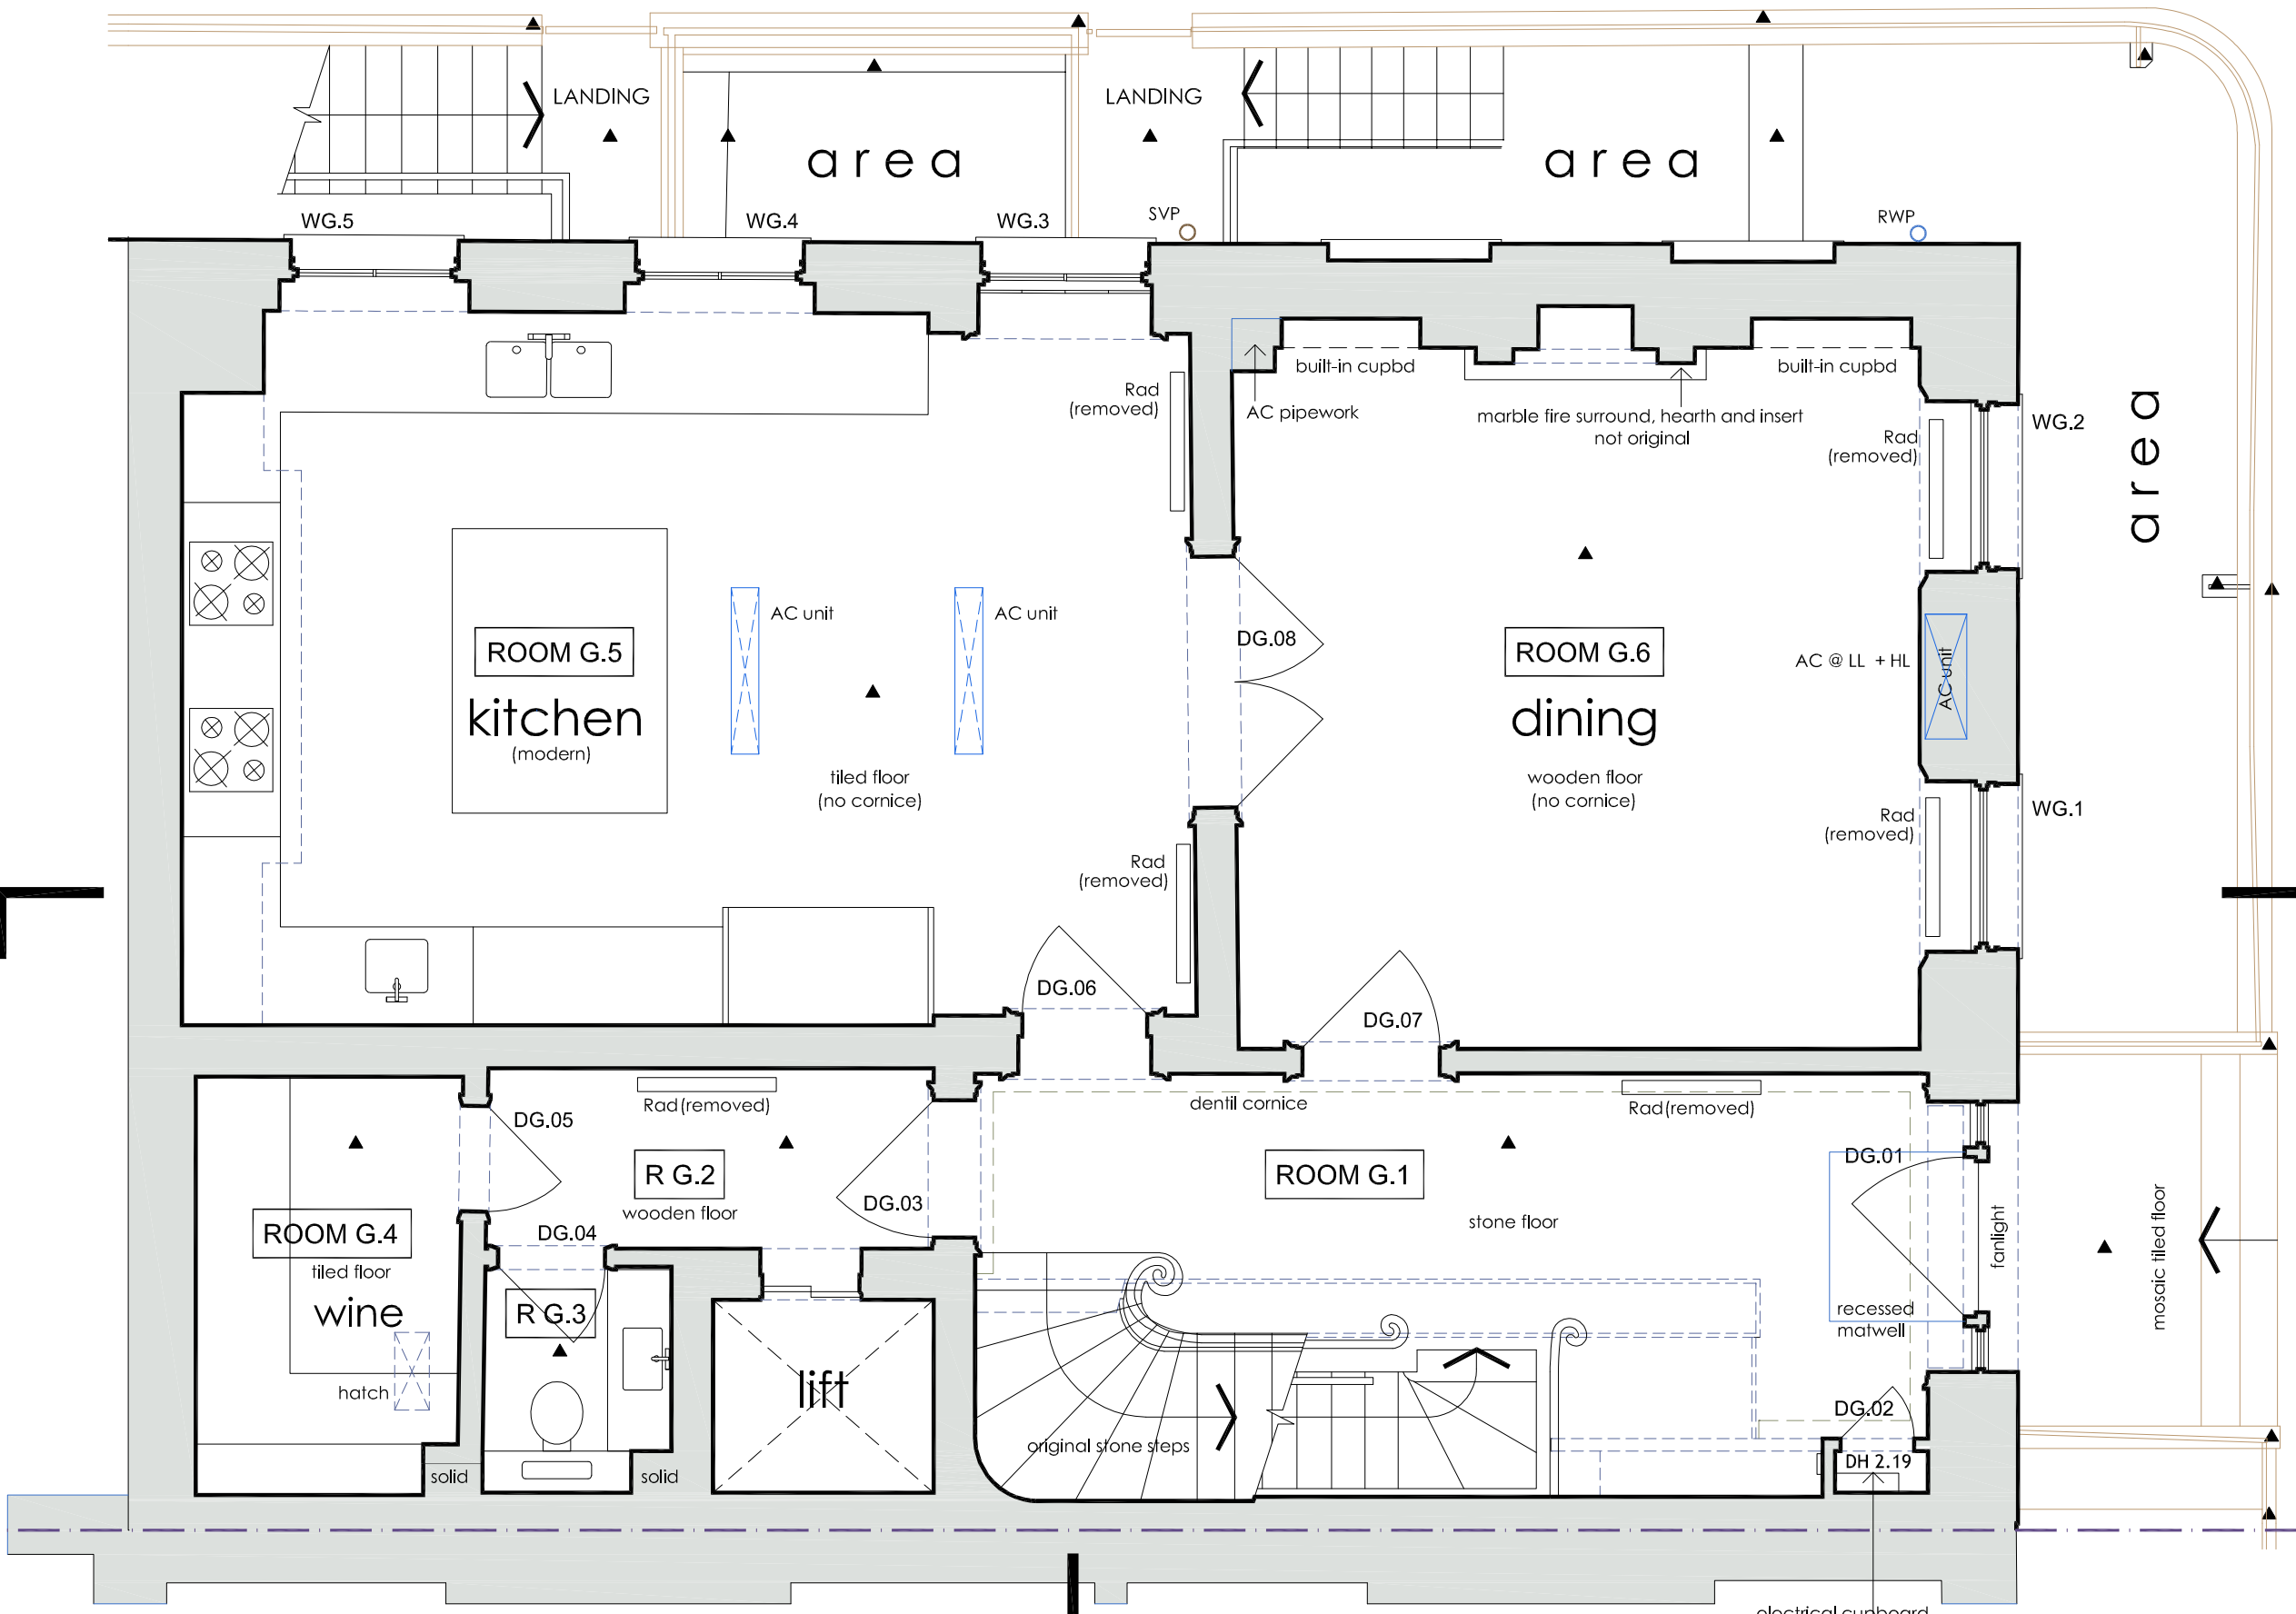 LANDING
LANDING
area
area
WG.5
WG.4
WG.3
SVP
RWP
built-in cupbd
built-in cupbd
Rad
(removed)
AC pipework
marble fire surround, hearth and insert
not original
Rad
(removed)
WG.2
area
AC unit
AC unit
DG.08
ROOM G.5
kitchen
(modern)
ROOM G.6
dining
AC @ LL + HL
AC unit
tiled floor
(no cornice)
wooden floor
(no cornice)
Rad
(removed)
WG.1
Rad
(removed)
DG.06
DG.07
Rad(removed)
dentil cornice
Rad(removed)
DG.05
DG.01
R G.2
wooden floor
DG.03
ROOM G.1
stone floor
DG.04
ROOM G.4
tiled floor
wine
R G.3
hatch
lift
fanlight
mosaic tiled floor
recessed
matwell
DG.02
original stone steps
DH 2.19
solid
solid
electrical cupboard